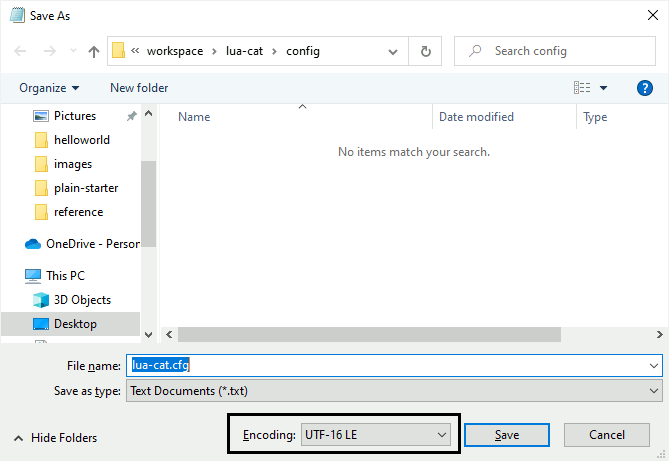 Save As
« workspace › lua-cat › config
Search config
Organize
New folder
?
Name
Date modified
Type
Pictures
helloworld
images
plain-starter
reference
OneDrive - Person
This PC
3D Objects
Desktop
No items match your search.
File name: lua-cat.cfg
Save as type: Text Documents (*.txt)
Hide Folders
Encoding: UTF-16 LE
Save
Cancel